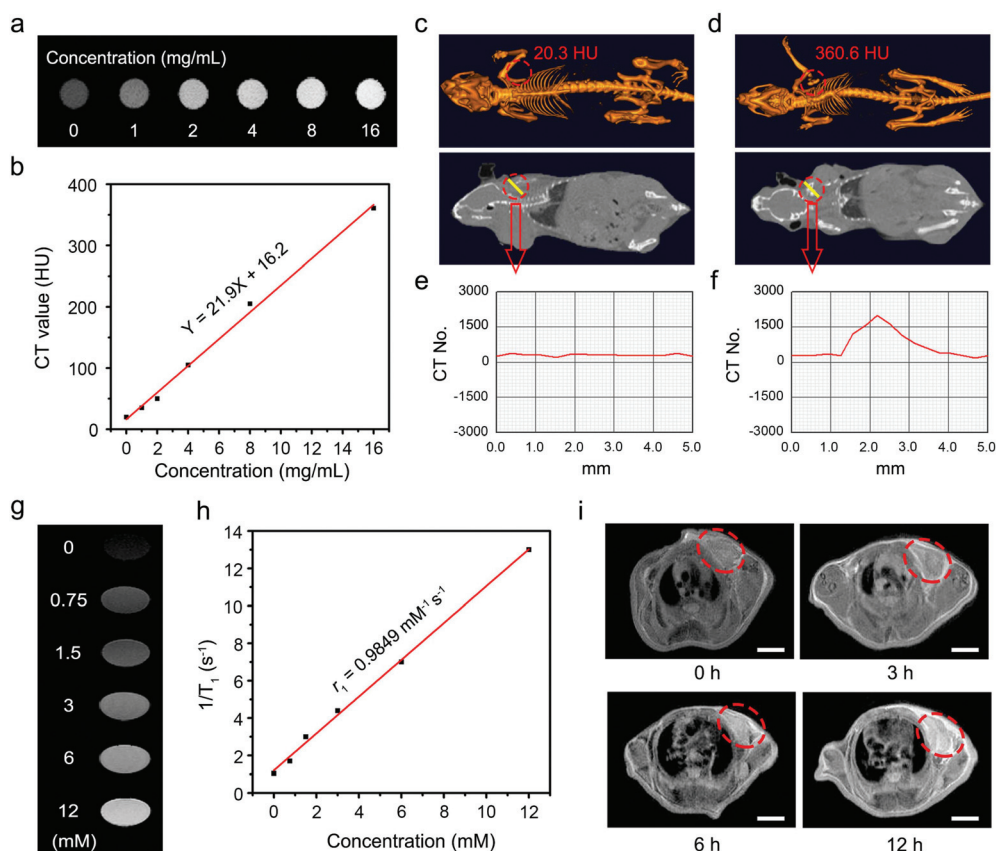 a
Concentration (mg/mL)
0 1 2 4 8 16
b
400
300
200
100
0
CT value (HU)
Y = 21.9X + 16.2
0 2 4 6 8 10 12 14 16
Concentration (mg/mL)
c
20.3 HU
d
360.6 HU
e
3000
1500
0
-1500
-3000
CT No.
0.0 1.0 2.0 3.0 4.0 5.0
mm
f
3000
1500
0
-1500
-3000
CT No.
0.0 1.0 2.0 3.0 4.0 5.0
mm
g
0
0.75
1.5
3
6
12
(mM)
h
14
12
10
8
6
4
2
0
1/T₁ (s⁻¹)
r₁ = 0.9849 mM⁻¹s⁻¹
0 2 4 6 8 10 12
Concentration (mM)
i
0 h
3 h
6 h
12 h